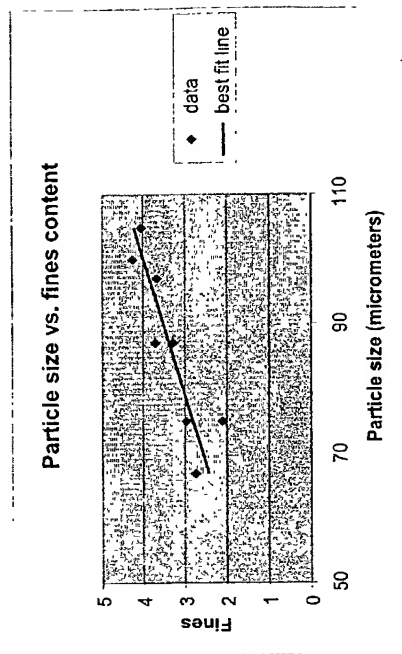 Particle size vs. fines content
5
4
3
2
1
0
Tines
50
70
90
110
Particle size (micrometers)
data
best fit line